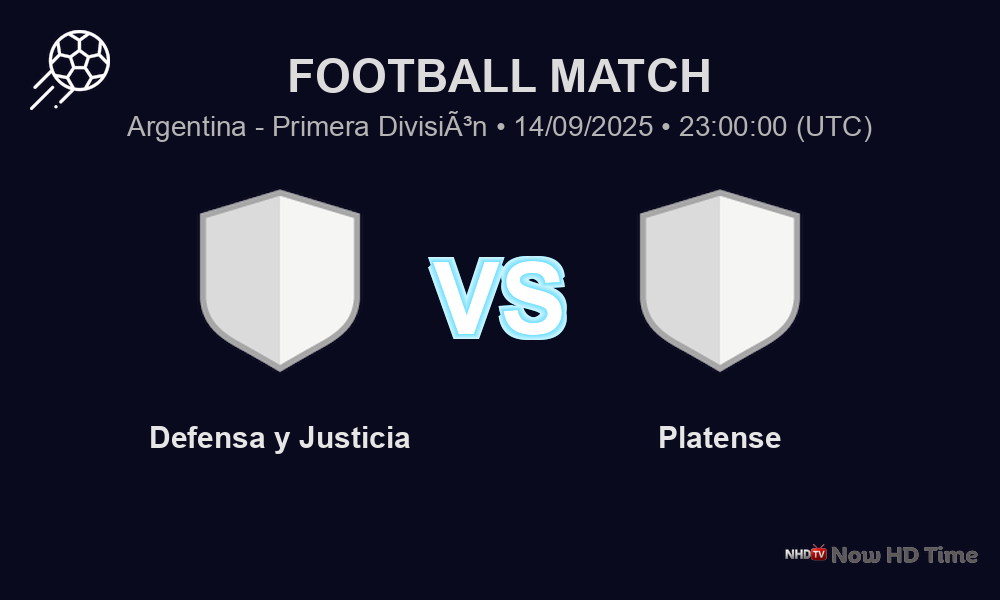 FOOTBALL MATCH
Argentina - Primera DivisiÃ³n • 14/09/2025 • 23:00:00 (UTC)
VS
Defensa y Justicia
Platense
NHD TV Now HD Time